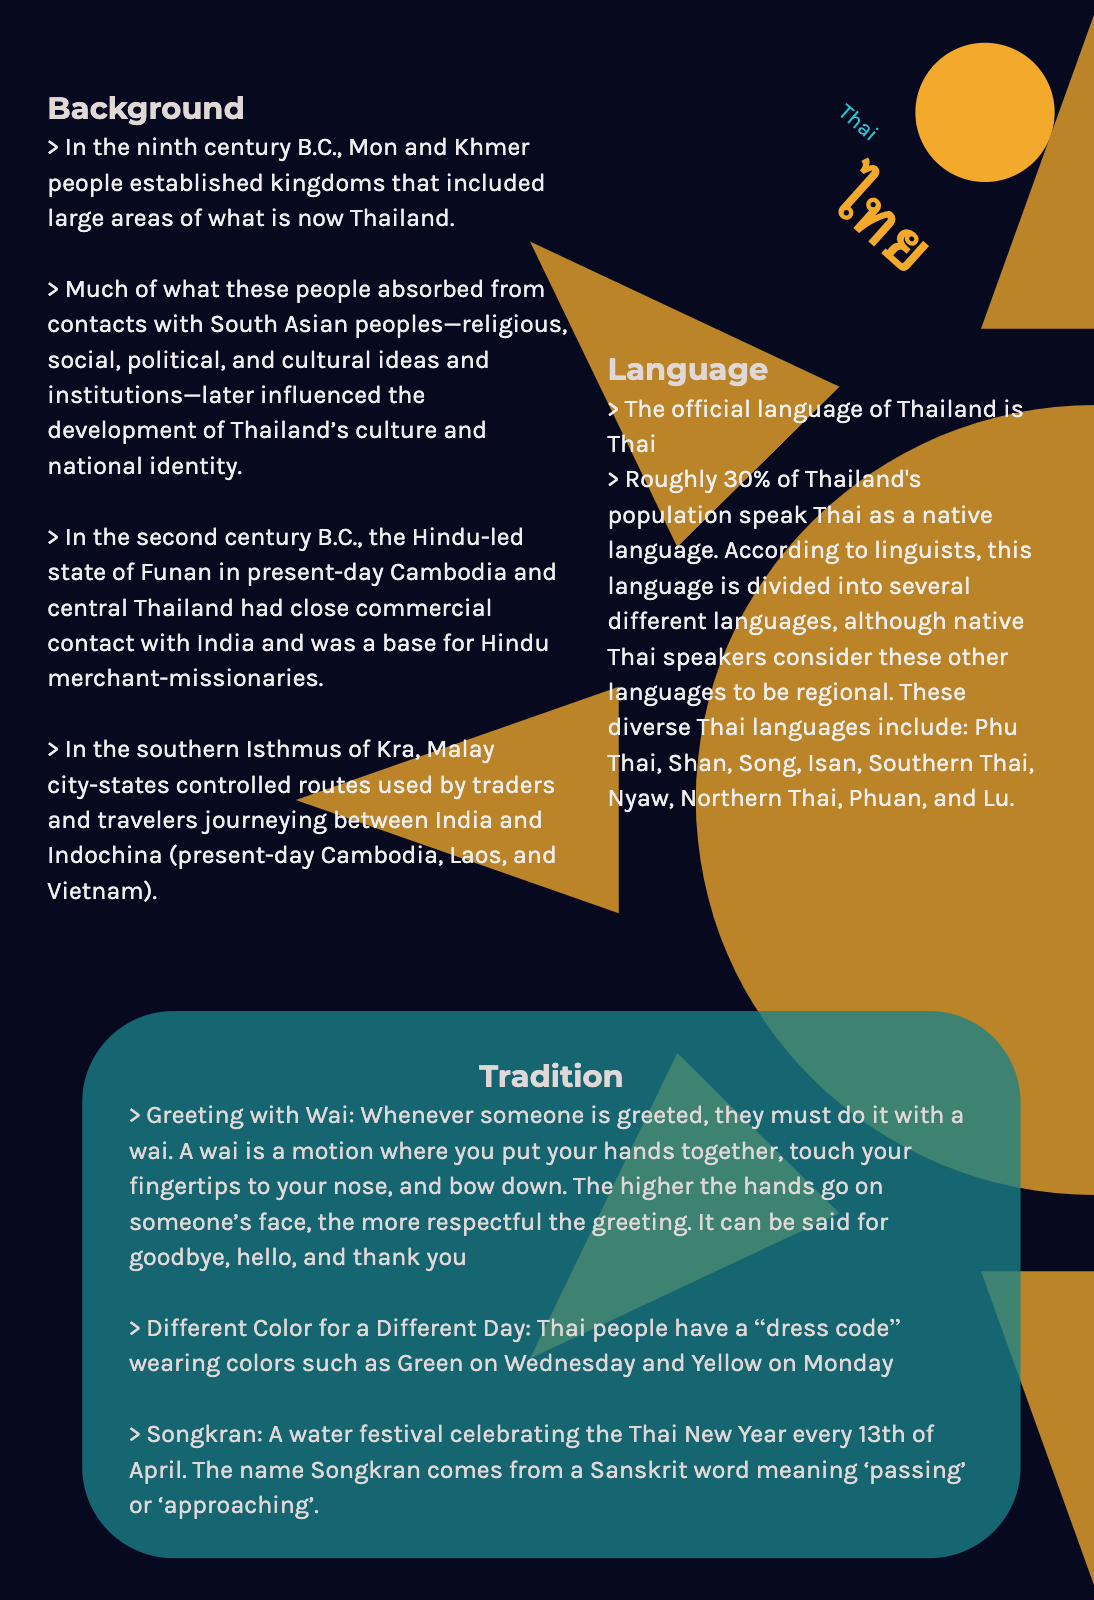 Background
> In the ninth century B.C., Mon and Khmer
people established kingdoms that included
large areas of what is now Thailand.
> Much of what these people absorbed from
contacts with South Asian peoples—religious,
social, political, and cultural ideas and
institutions—later influenced the
development of Thailand’s culture and
national identity.
> In the second century B.C., the Hindu-led
state of Funan in present-day Cambodia and
central Thailand had close commercial
contact with India and was a base for Hindu
merchant-missionaries.
> In the southern Isthmus of Kra, Malay
city-states controlled routes used by traders
and travelers journeying between India and
Indochina (present-day Cambodia, Laos, and
Vietnam).
Thai
ไทย
Language
> The official language of Thailand is
Thai
> Roughly 30% of Thailand's
population speak Thai as a native
language. According to linguists, this
language is divided into several
different languages, although native
Thai speakers consider these other
languages to be regional. These
diverse Thai languages include: Phu
Thai, Shan, Song, Isan, Southern Thai,
Nyaw, Northern Thai, Phuan, and Lu.
Tradition
> Greeting with Wai: Whenever someone is greeted, they must do it with a
wai. A wai is a motion where you put your hands together, touch your
fingertips to your nose, and bow down. The higher the hands go on
someone’s face, the more respectful the greeting. It can be said for
goodbye, hello, and thank you
> Different Color for a Different Day: Thai people have a “dress code”
wearing colors such as Green on Wednesday and Yellow on Monday
> Songkran: A water festival celebrating the Thai New Year every 13th of
April. The name Songkran comes from a Sanskrit word meaning ‘passing’
or ‘approaching’.